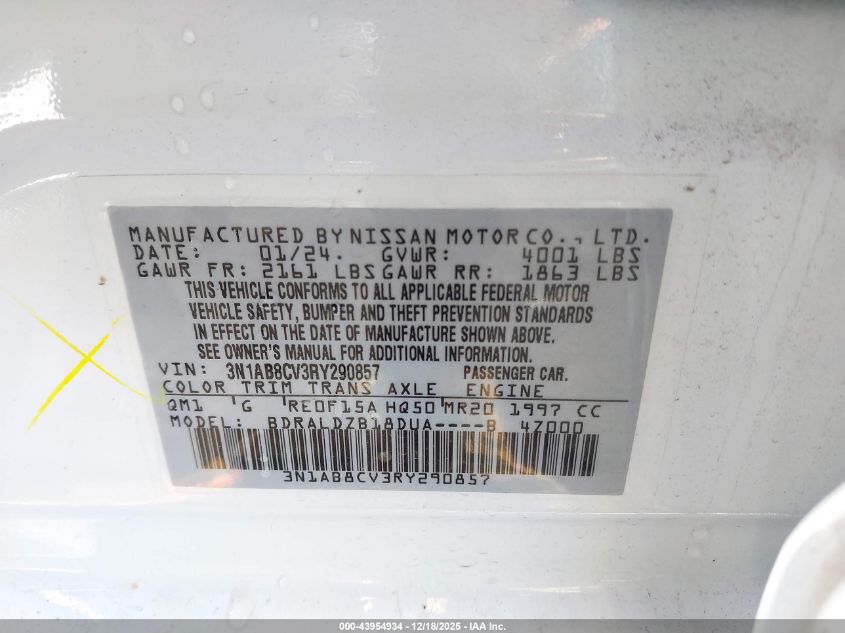 MANUFACTURED BY NISSAN MOTOR CO., LTD.
DATE: 01/24. GVWR: 4001 LBS
GAWR FR: 2161 LBS GAWR RR: 1863 LBS
THIS VEHICLE CONFORMS TO ALL APPLICABLE FEDERAL MOTOR
VEHICLE SAFETY, BUMPER AND THEFT PREVENTION STANDARDS
IN EFFECT ON THE DATE OF MANUFACTURE SHOWN ABOVE.
SEE OWNER'S MANUAL FOR ADDITIONAL INFORMATION.
VIN: 3N1AB8CV3RY290857 PASSENGER CAR.
COLOR TRIM TRANS AXLE ENGINE
QM1 G RE0F15A HQ50 MR20 1997 CC
MODEL: BDRALDZB18DUA----B 4Z000
3N1AB8CV3RY290857
000-43954934 - 12/18/2025 - IAA Inc.